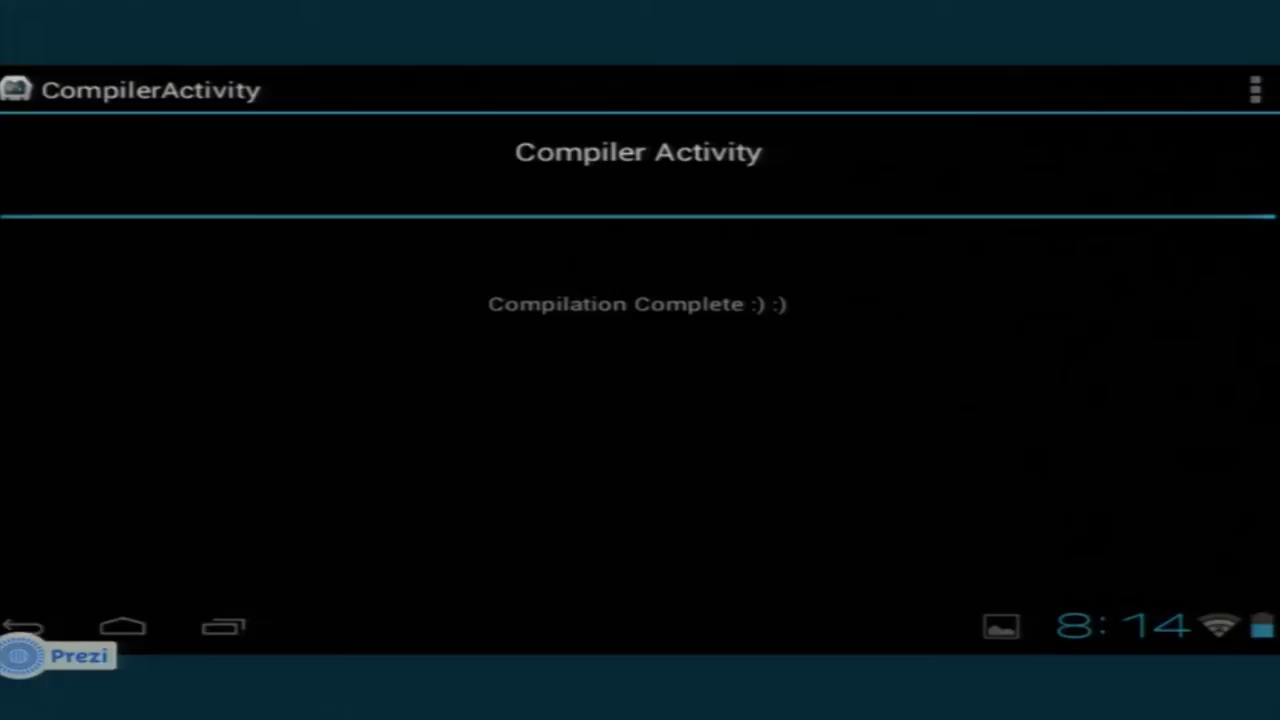 CompilerActivity
Compiler Activity
Compilation Complete :) :)
8:14
Prezi